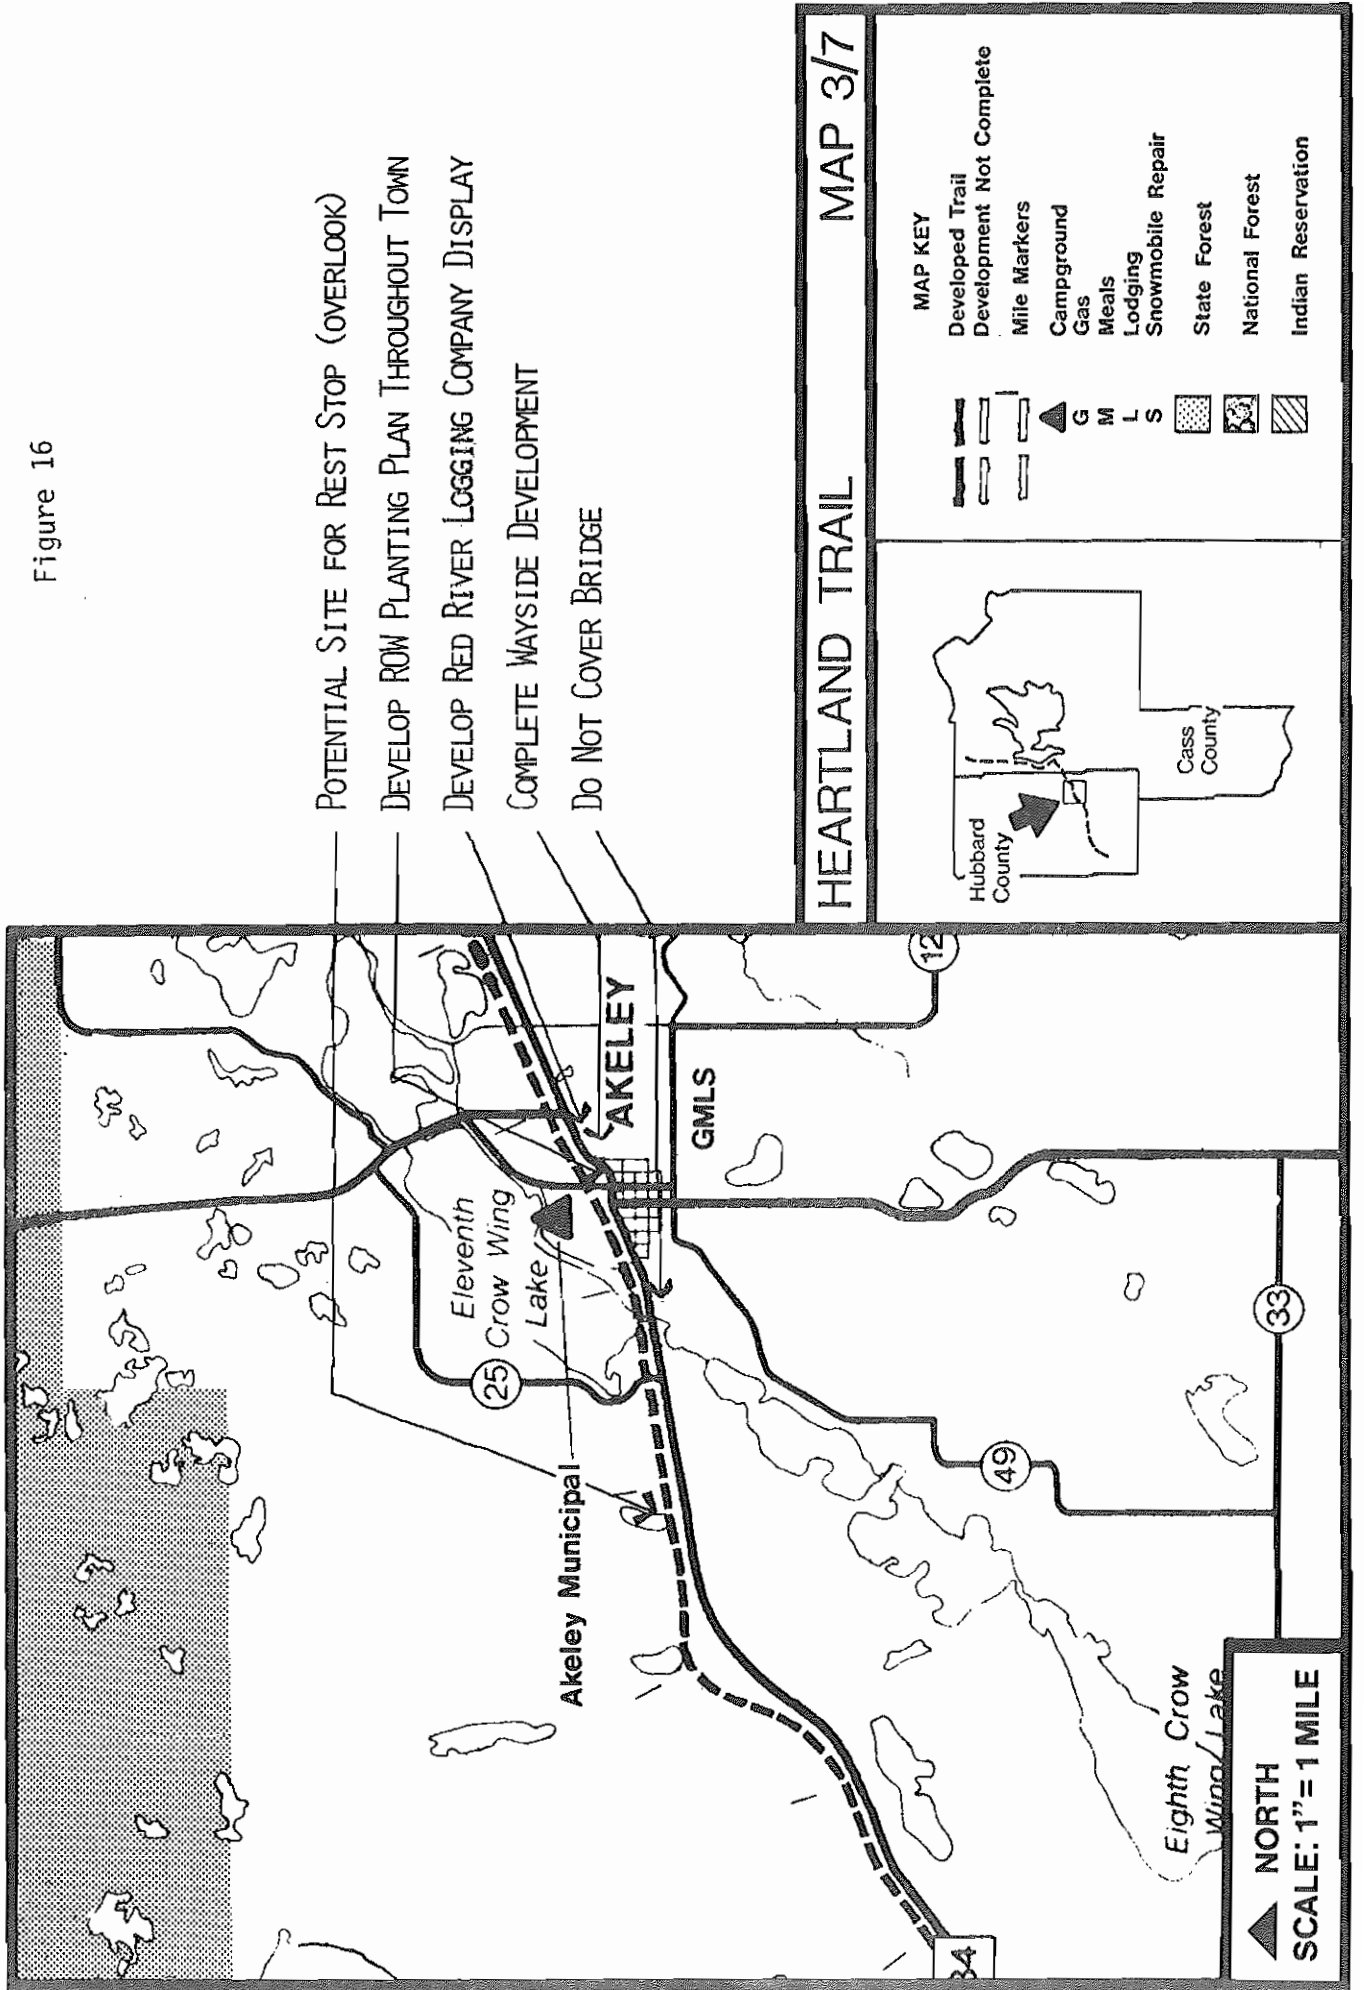 Figure 16
POTENTIAL SITE FOR REST STOP (OVERLOOK)
DEVELOP ROW PLANTING PLAN THROUGHOUT TOWN
DEVELOP RED RIVER LOGGING COMPANY DISPLAY
COMPLETE WAYSIDE DEVELOPMENT
DO NOT COVER BRIDGE
Eleventh
Crow Wing
Lake
25
Akeley Municipal
AKELEY
GMLS
12
49
33
34
Eighth Crow
Wing Lake
NORTH
SCALE: 1"= 1 MILE
HEARTLAND TRAIL
MAP 3/7
Hubbard
County
Cass
County
MAP KEY
Developed Trail
Development Not Complete
Mile Markers
Campground
G Gas
M Meals
L Lodging
S Snowmobile Repair
State Forest
National Forest
Indian Reservation